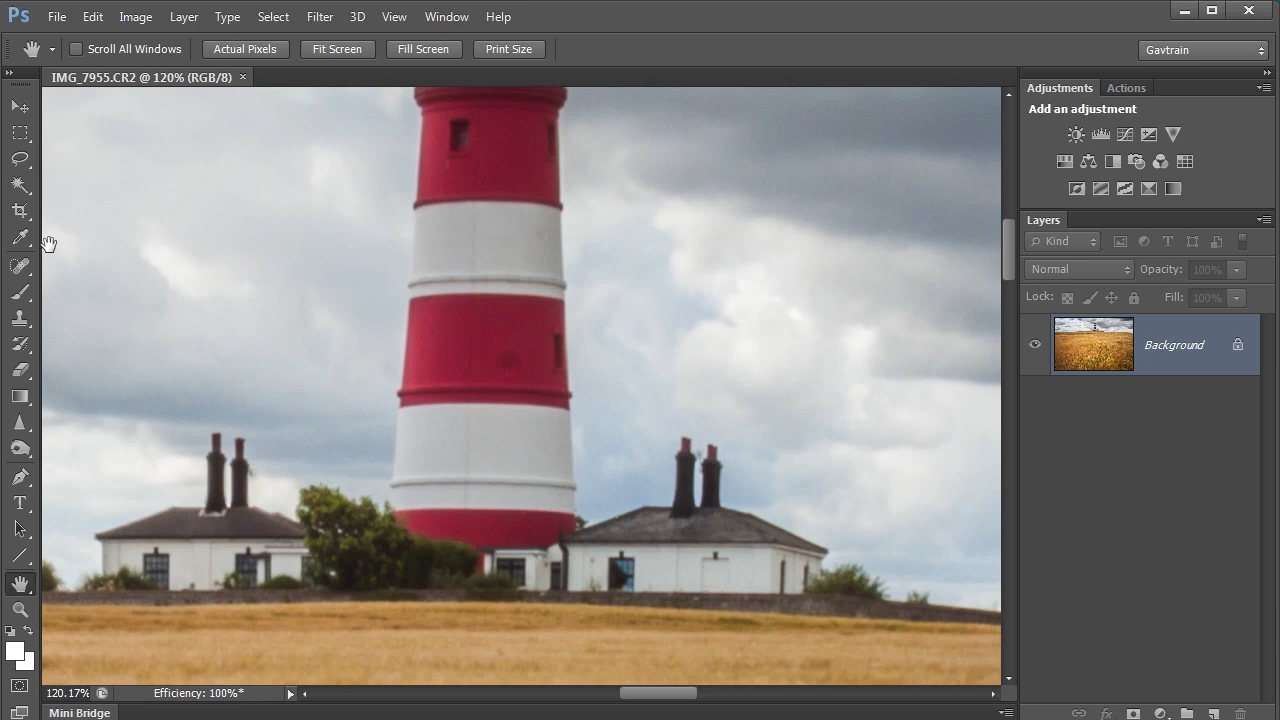 Ps File Edit Image Layer Type Select Filter 3D View Window Help
Scroll All Windows Actual Pixels Fit Screen Fill Screen Print Size Gavtrain
IMG_7955.CR2 @ 120% (RGB/8) ×
Adjustments Actions
Add an adjustment
Layers
Kind
Normal Opacity: 100%
Lock: Fill: 100%
Background
120.17% Efficiency: 100%*
Mini Bridge